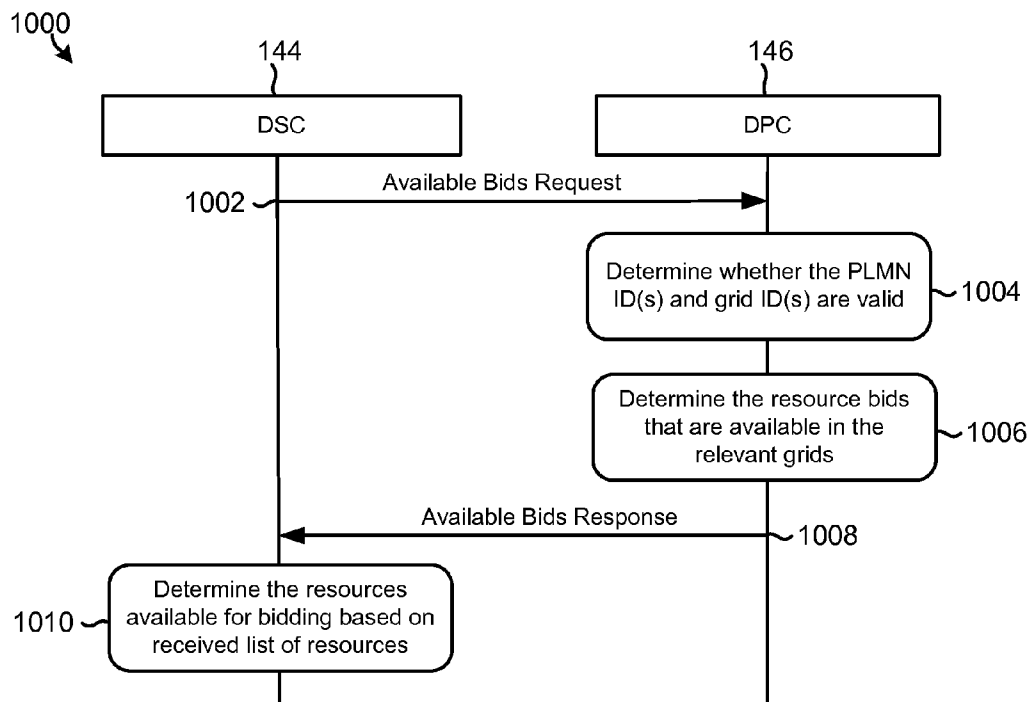 1000
144
146
DSC
DPC
Available Bids Request
1002
Determine whether the PLMN
ID(s) and grid ID(s) are valid
1004
Determine the resource bids
that are available in the
relevant grids
1006
Available Bids Response
1008
Determine the resources
available for bidding based on
received list of resources
1010